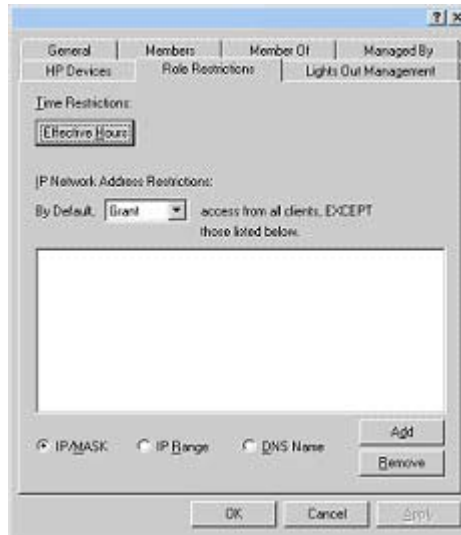 General Members Member Of Managed By
HP Devices Role Restrictions Lights Out Management
Time Restrictions:
Effective Hours
IP Network Address Restrictions:
By Default, Grant access from all clients, EXCEPT
those listed below.
IP/MASK IP Range DNS Name
Add
Remove
OK Cancel Apply